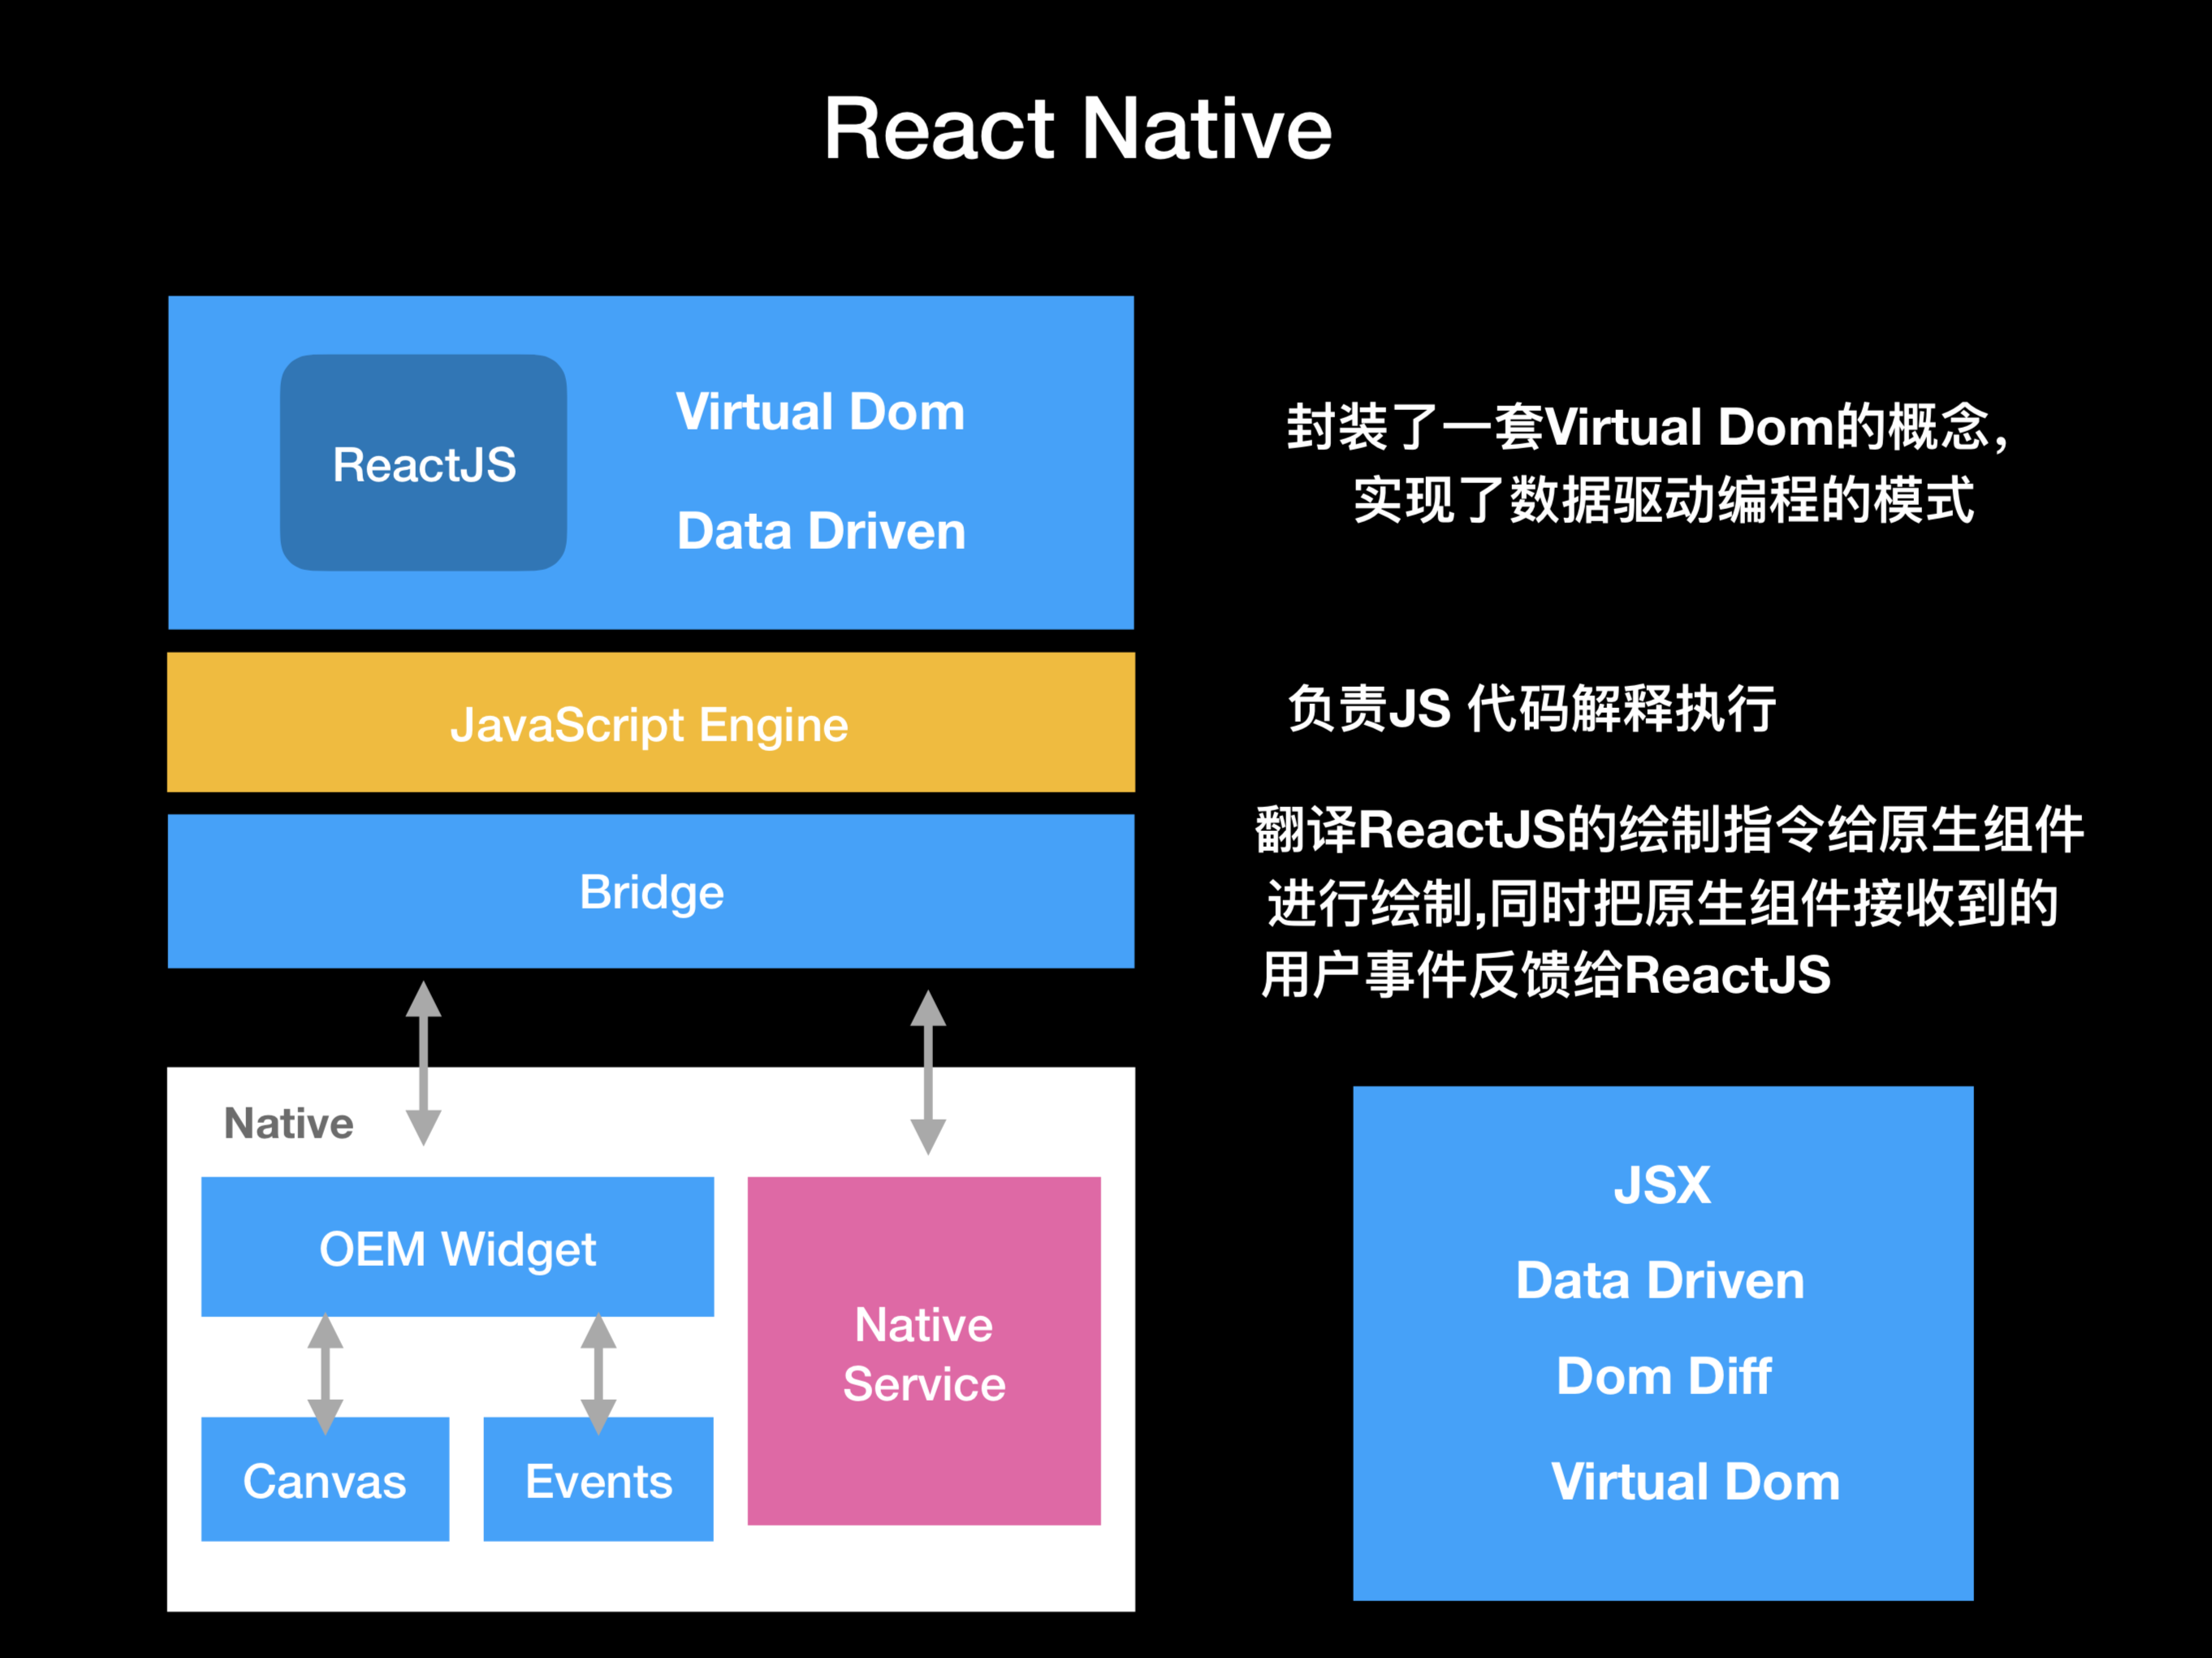 React Native
ReactJS
Virtual Dom
Data Driven
封装了一套Virtual Dom的概念，
实现了数据驱动编程的模式
JavaScript Engine
负责JS 代码解释执行
Bridge
翻译ReactJS的绘制指令给原生组件
进行绘制,同时把原生组件接收到的
用户事件反馈给ReactJS
Native
OEM Widget
Canvas
Events
Native
Service
JSX
Data Driven
Dom Diff
Virtual Dom